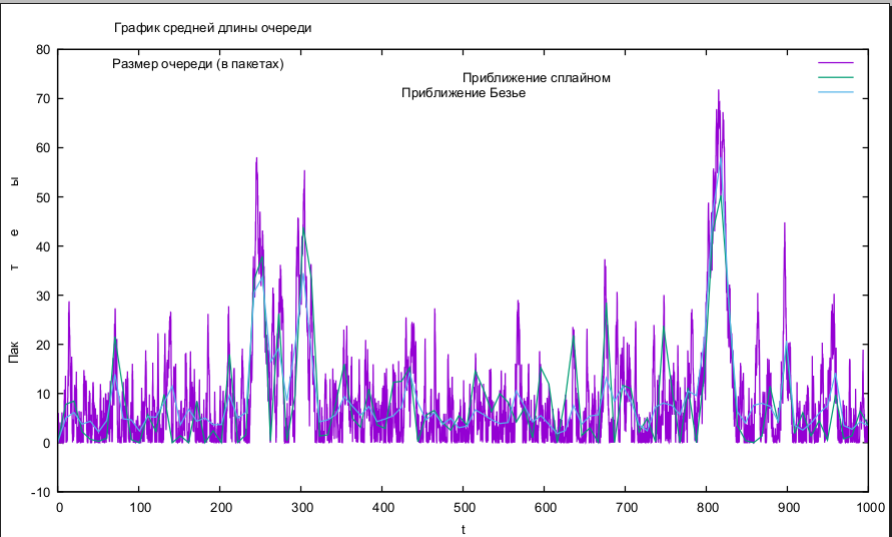 График средней длины очереди
Размер очереди (в пакетах)
Приближение сплайном
Приближение Безье
80
70
60
50
40
30
20
10
0
-10
Пак т е ы
0 100 200 300 400 500 600 700 800 900 1000
t